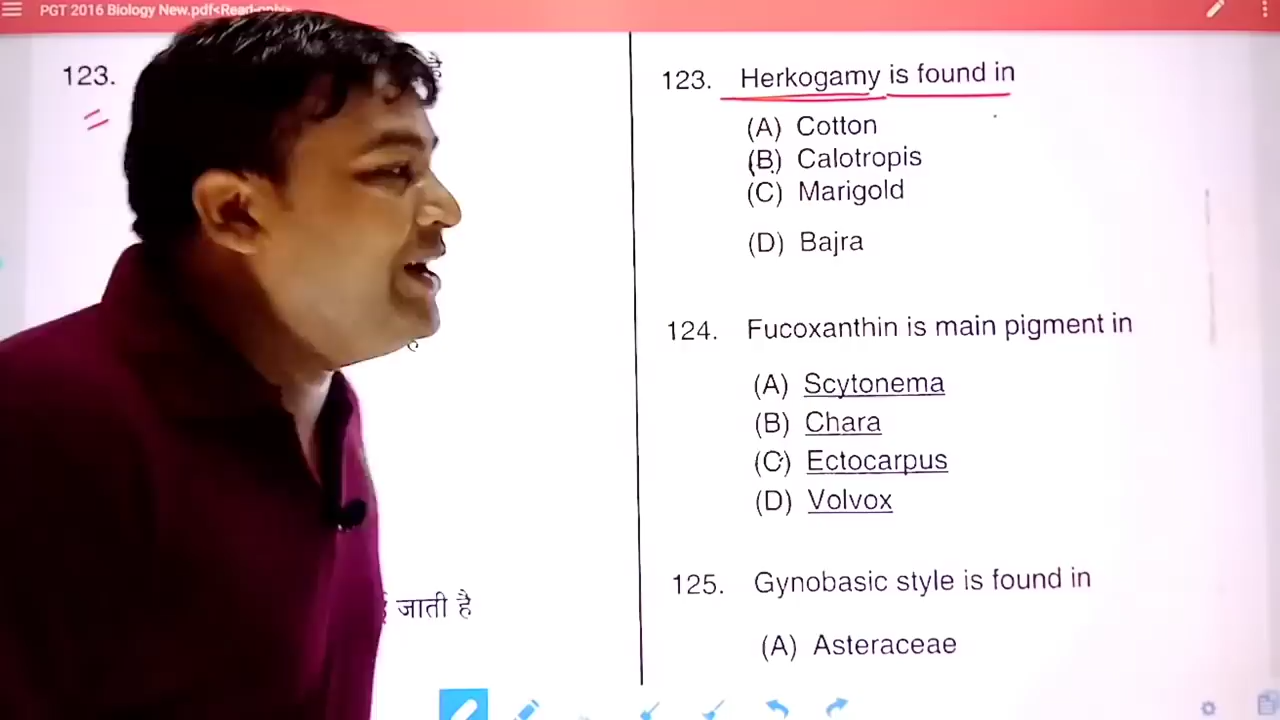 PGT 2016 Biology New.pdf
123.
है
जाती है
123. Herkogamy is found in
(A) Cotton
(B) Calotropis
(C) Marigold
(D) Bajra
124. Fucoxanthin is main pigment in
(A) Scytonema
(B) Chara
(C) Ectocarpus
(D) Volvox
125. Gynobasic style is found in
(A) Asteraceae